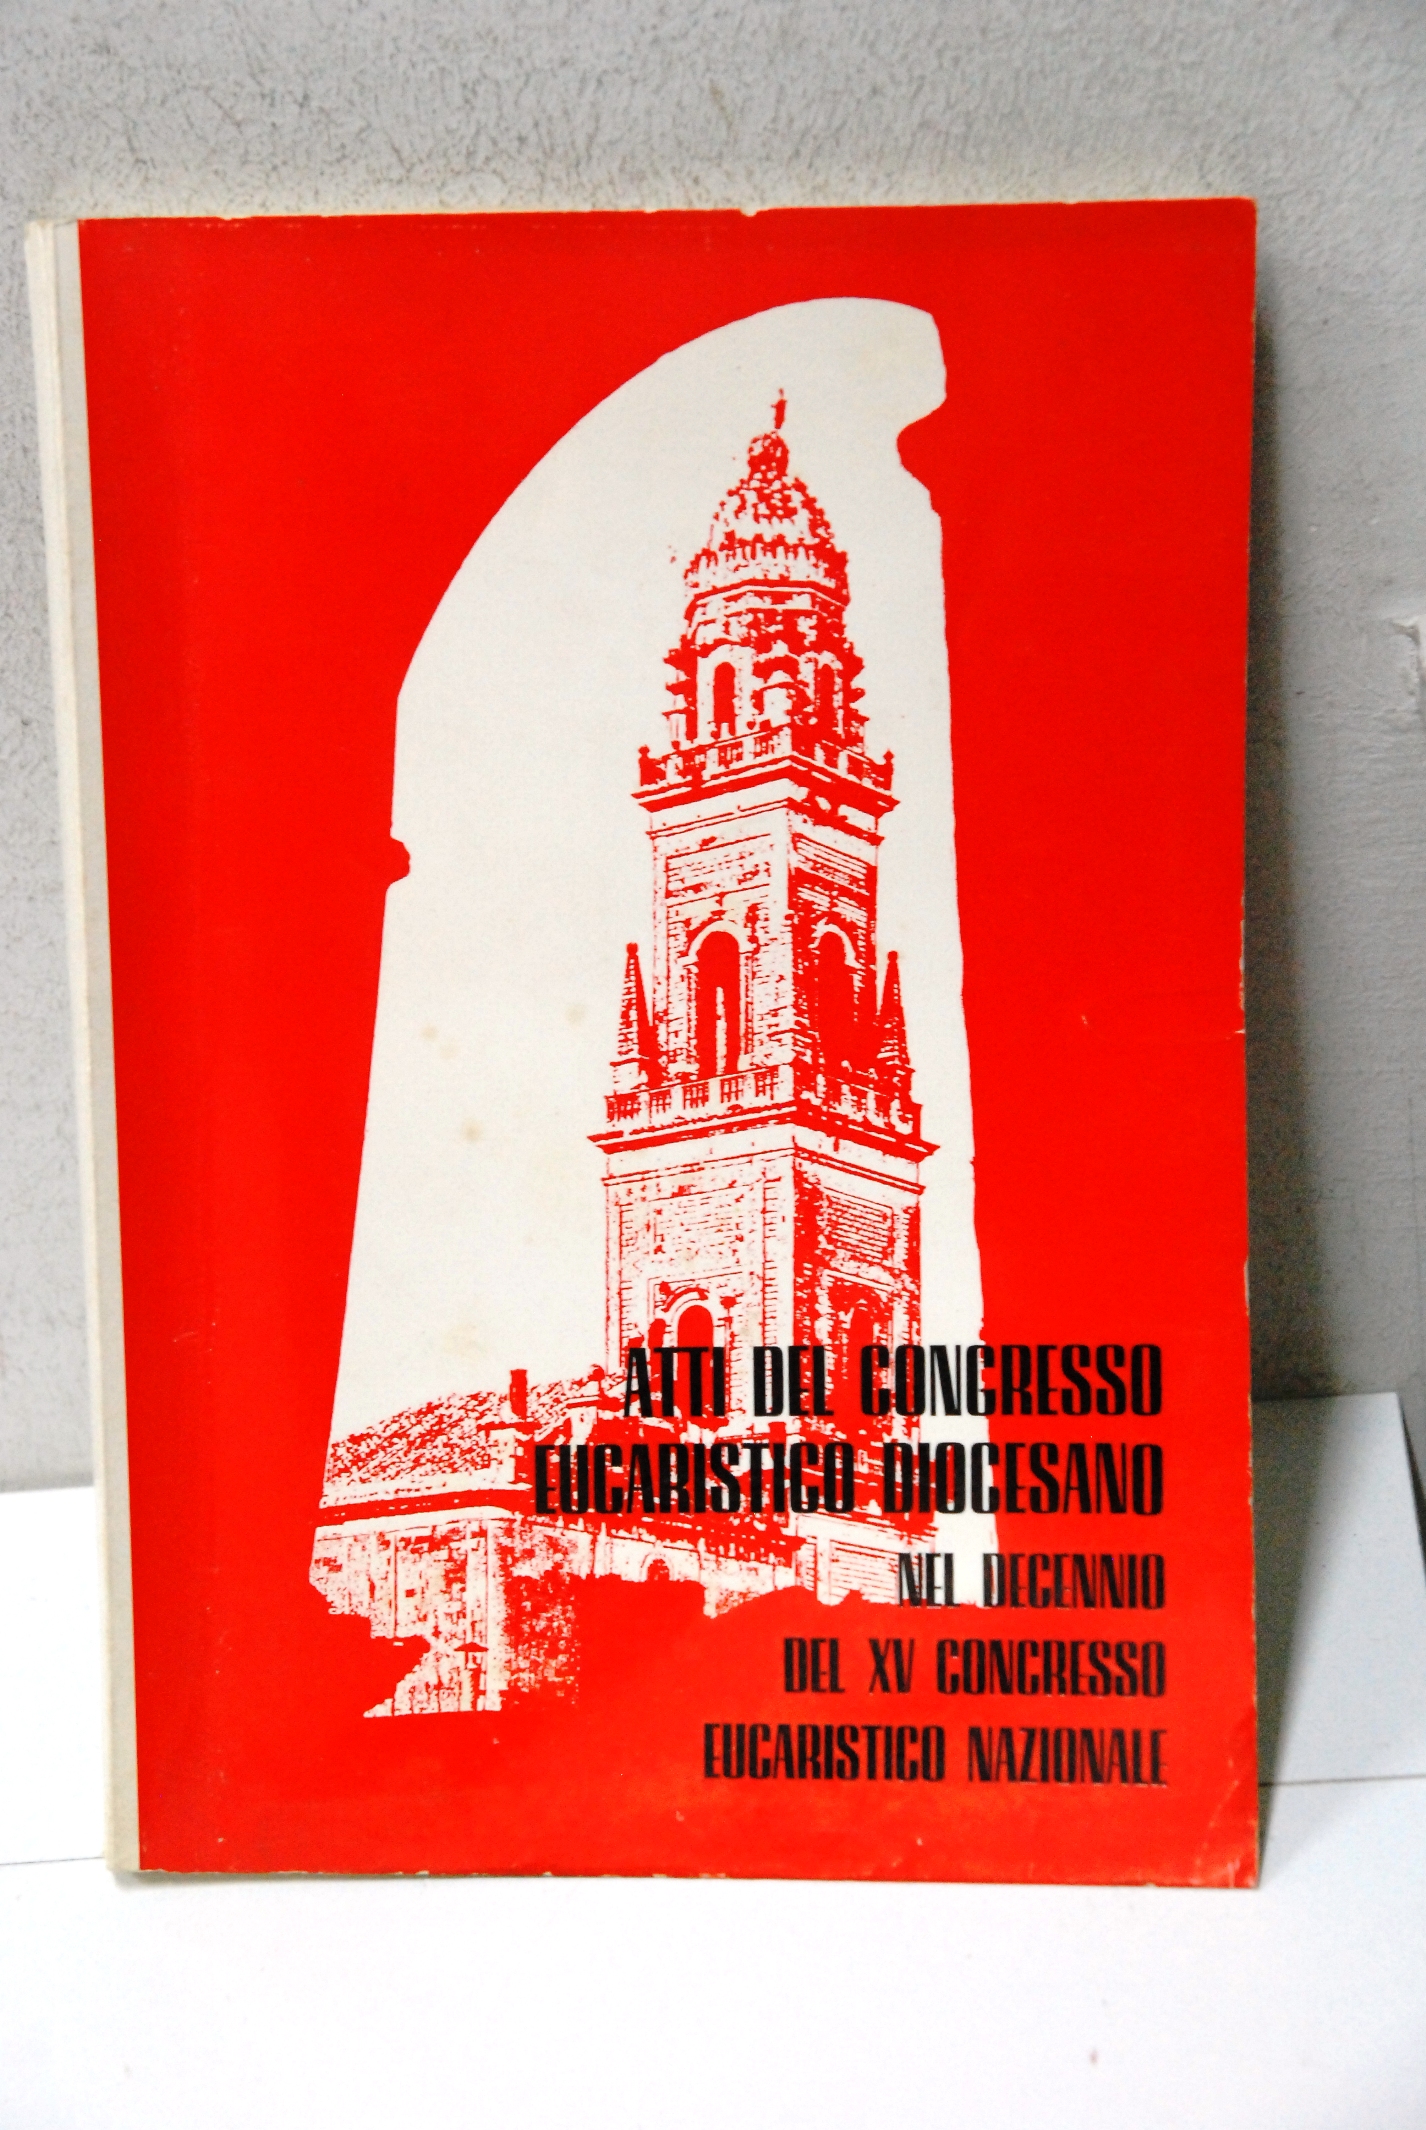 ATTI DEL CONGRESSO
EUCARISTICO DIOCESANO
NEL DECENNIO
DEL XV CONGRESSO
EUCARISTICO NAZIONALE